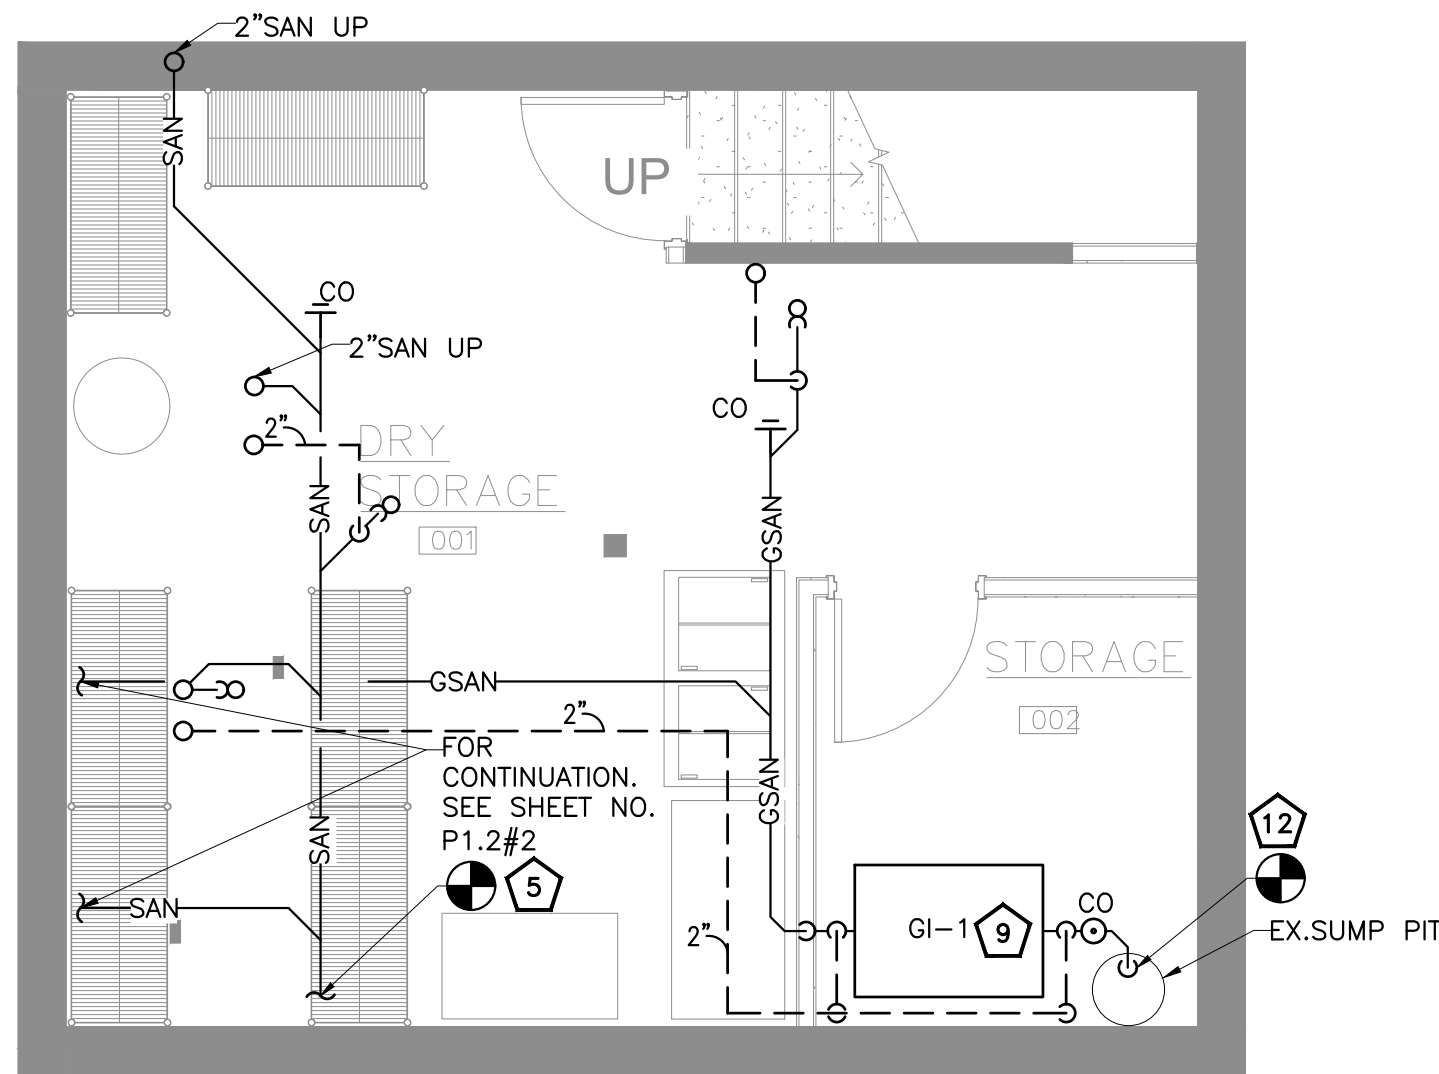 2”SAN UP
SAN
UP
CO
2”SAN UP
CO
2”
DRY
STORAGE
001
SAN
GSAN
STORAGE
002
GSAN
2”
FOR
CONTINUATION.
SEE SHEET NO.
P1.2#2
GSAN
SAN
5
12
SAN
2”
GI-1
9
CO
EX.SUMP PIT